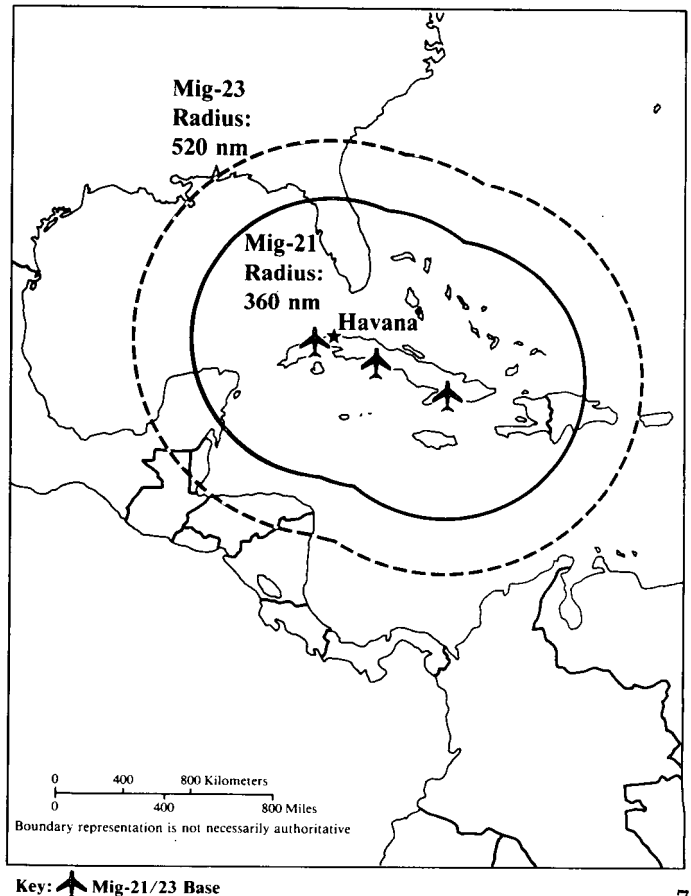 Mig-23
Radius:
520 nm
Mig-21
Radius:
360 nm
Havana
0 400 800 Kilometers
0 400 800 Miles
Boundary representation is not necessarily authoritative
Key: Mig-21/23 Base
7